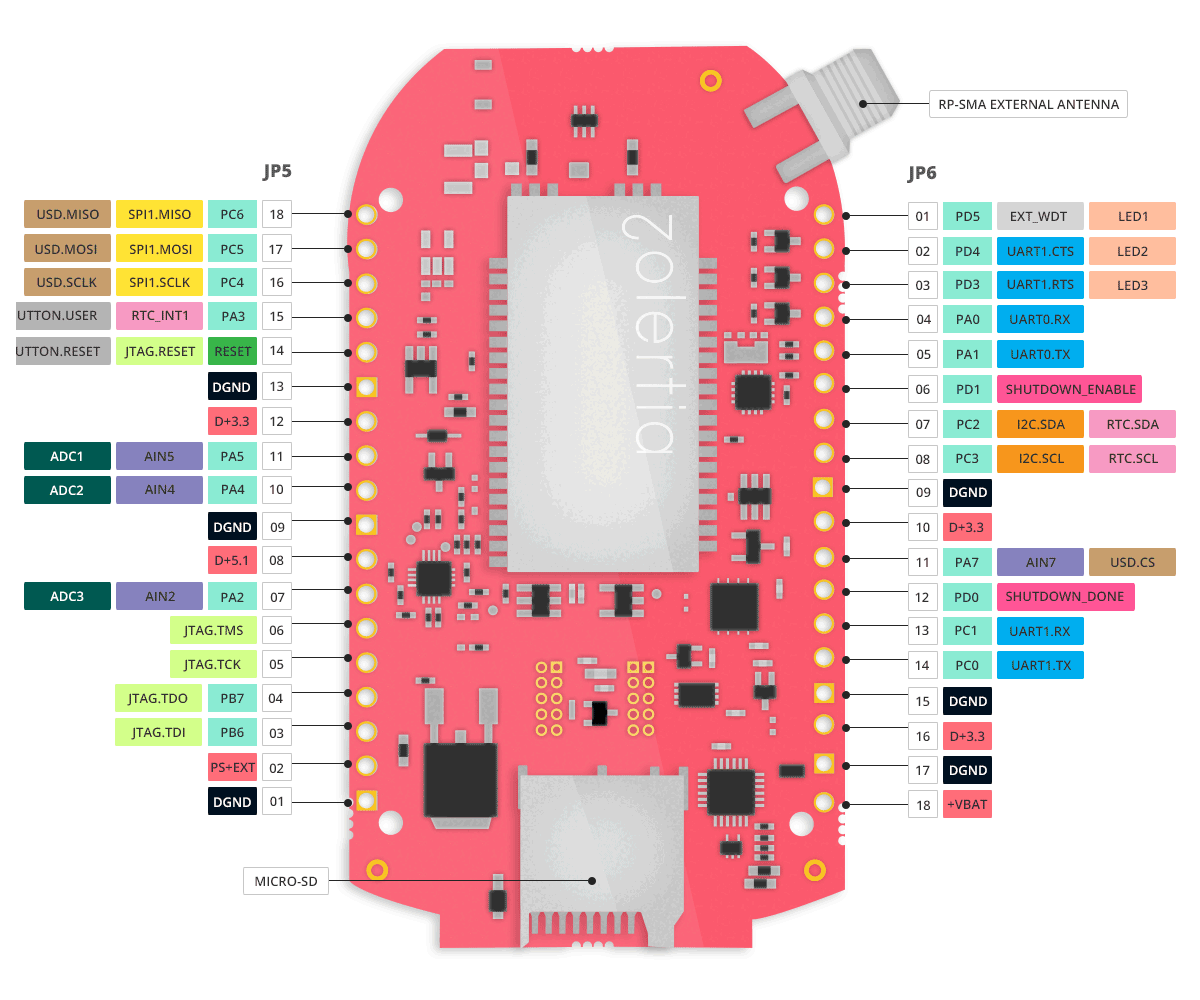 RP-SMA EXTERNAL ANTENNA
JP5
USD.MISO SPI1.MISO PC6 18
USD.MOSI SPI1.MOSI PC5 17
USD.SCLK SPI1.SCLK PC4 16
UTTON.USER RTC_INT1 PA3 15
UTTON.RESET JTAG.RESET RESET 14
DGND 13
D+3.3 12
ADC1 AIN5 PA5 11
ADC2 AIN4 PA4 10
DGND 09
D+5.1 08
ADC3 AIN2 PA2 07
JTAG.TMS 06
JTAG.TCK 05
JTAG.TDO PB7 04
JTAG.TDI PB6 03
PS+EXT 02
DGND 01
Zolertia
JP6
01 PD5 EXT_WDT LED1
02 PD4 UART1.CTS LED2
03 PD3 UART1.RTS LED3
04 PA0 UART0.RX
05 PA1 UART0.TX
06 PD1 SHUTDOWN_ENABLE
07 PC2 I2C.SDA RTC.SDA
08 PC3 I2C.SCL RTC.SCL
09 DGND
10 D+3.3
11 PA7 AIN7 USD.CS
12 PD0 SHUTDOWN_DONE
13 PC1 UART1.RX
14 PC0 UART1.TX
15 DGND
16 D+3.3
17 DGND
18 +VBAT
MICRO-SD